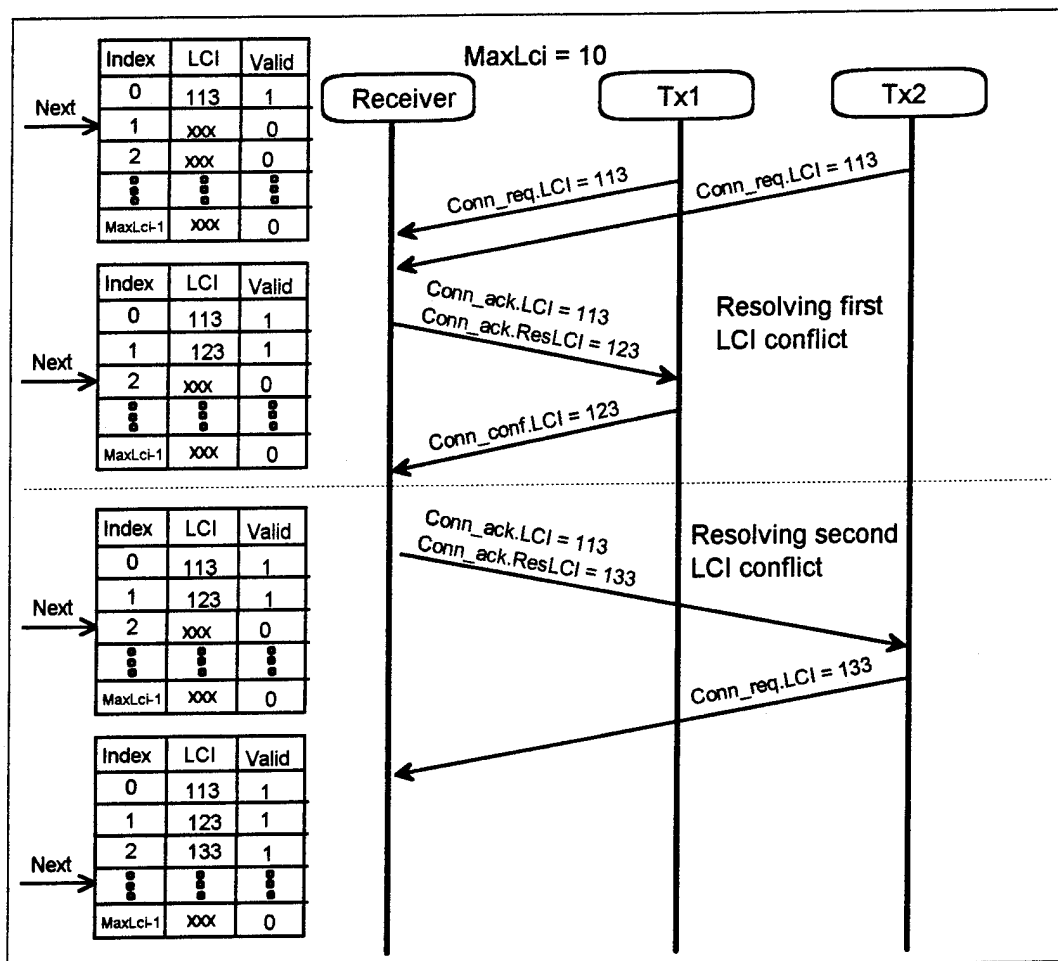 MaxLci = 10
Receiver
Tx1
Tx2
Next
Index LCI Valid
0 113 1
1 xxx 0
2 xxx 0
MaxLci-1 xxx 0
Conn_req.LCI = 113
Conn_req.LCI = 113
Next
Index LCI Valid
0 113 1
1 123 1
2 xxx 0
MaxLci-1 xxx 0
Conn_ack.LCI = 113
Conn_ack.ResLCI = 123
Resolving first
LCI conflict
Conn_conf.LCI = 123
Next
Index LCI Valid
0 113 1
1 123 1
2 xxx 0
MaxLci-1 xxx 0
Conn_ack.LCI = 113
Conn_ack.ResLCI = 133
Resolving second
LCI conflict
Conn_req.LCI = 133
Next
Index LCI Valid
0 113 1
1 123 1
2 133 1
MaxLci-1 xxx 0